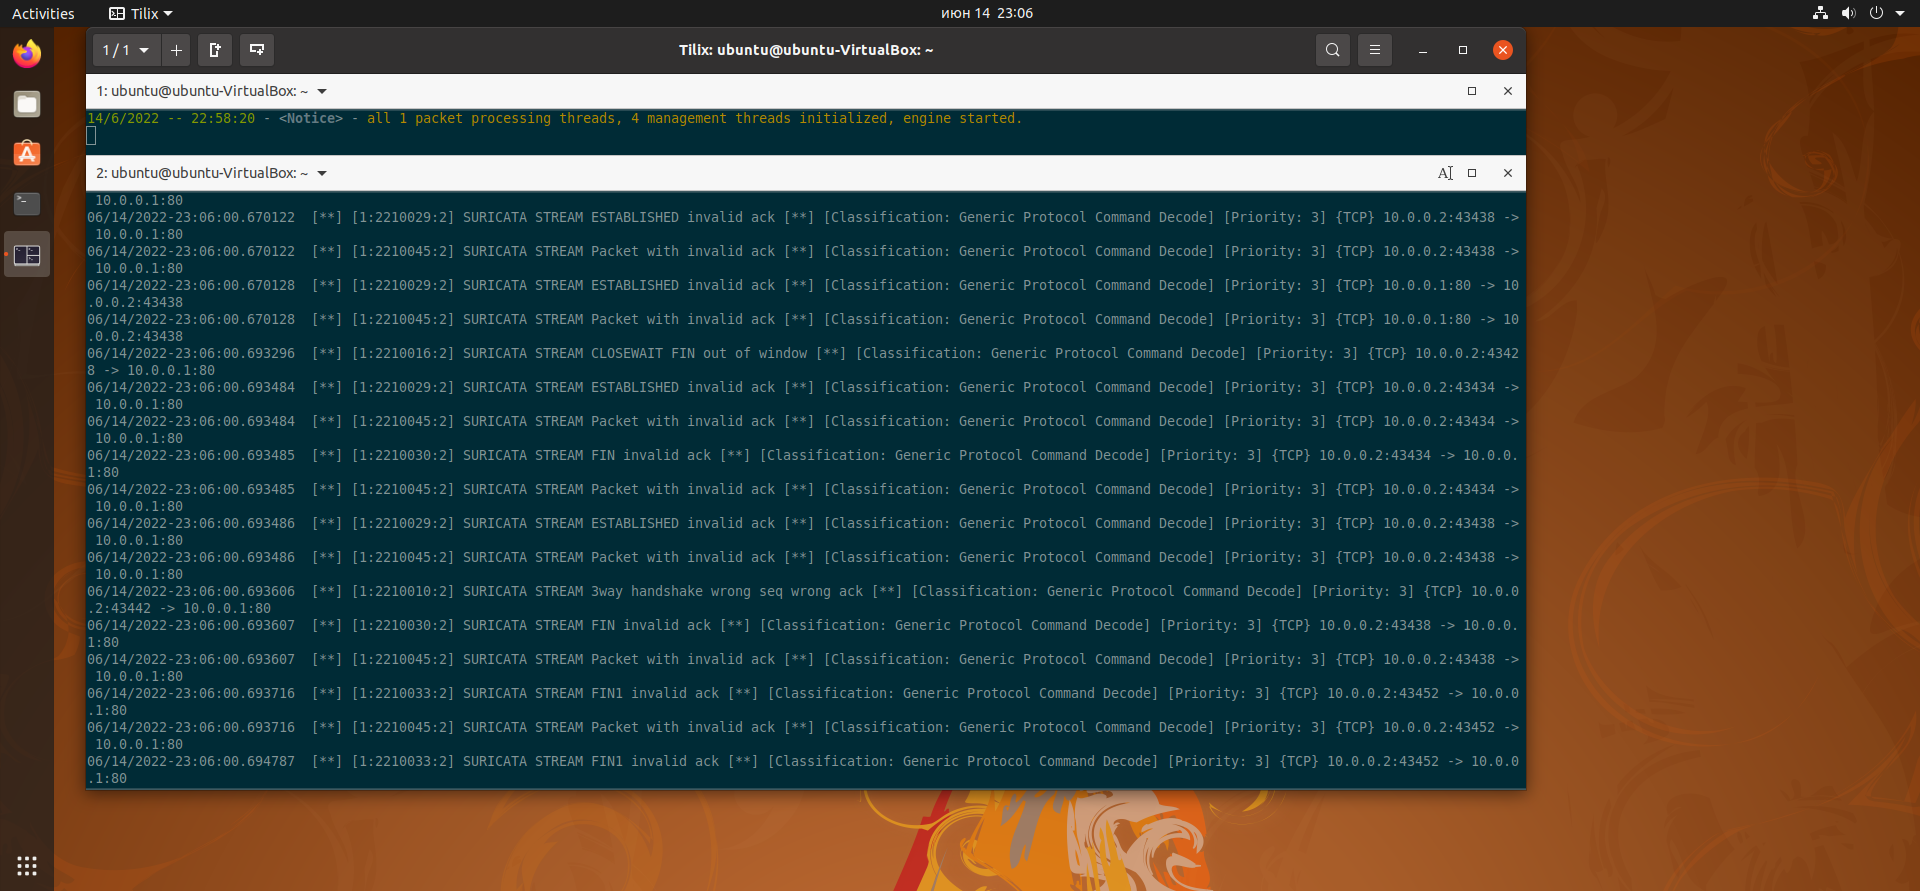 Activities
Tilix
июн 14 23:06
1 / 1
Tilix: ubuntu@ubuntu-VirtualBox: ~
1: ubuntu@ubuntu-VirtualBox: ~
14/6/2022 -- 22:58:20 - <Notice> - all 1 packet processing threads, 4 management threads initialized, engine started.
2: ubuntu@ubuntu-VirtualBox: ~
10.0.0.1:80
06/14/2022-23:06:00.670122  [**] [1:2210029:2] SURICATA STREAM ESTABLISHED invalid ack [**] [Classification: Generic Protocol Command Decode] [Priority: 3] {TCP} 10.0.0.2:43438 ->
10.0.0.1:80
06/14/2022-23:06:00.670122  [**] [1:2210045:2] SURICATA STREAM Packet with invalid ack [**] [Classification: Generic Protocol Command Decode] [Priority: 3] {TCP} 10.0.0.2:43438 ->
10.0.0.1:80
06/14/2022-23:06:00.670128  [**] [1:2210029:2] SURICATA STREAM ESTABLISHED invalid ack [**] [Classification: Generic Protocol Command Decode] [Priority: 3] {TCP} 10.0.0.1:80 -> 10
.0.0.2:43438
06/14/2022-23:06:00.670128  [**] [1:2210045:2] SURICATA STREAM Packet with invalid ack [**] [Classification: Generic Protocol Command Decode] [Priority: 3] {TCP} 10.0.0.1:80 -> 10
.0.0.2:43438
06/14/2022-23:06:00.693296  [**] [1:2210016:2] SURICATA STREAM CLOSEWAIT FIN out of window [**] [Classification: Generic Protocol Command Decode] [Priority: 3] {TCP} 10.0.0.2:4342
8 -> 10.0.0.1:80
06/14/2022-23:06:00.693484  [**] [1:2210029:2] SURICATA STREAM ESTABLISHED invalid ack [**] [Classification: Generic Protocol Command Decode] [Priority: 3] {TCP} 10.0.0.2:43434 ->
10.0.0.1:80
06/14/2022-23:06:00.693484  [**] [1:2210045:2] SURICATA STREAM Packet with invalid ack [**] [Classification: Generic Protocol Command Decode] [Priority: 3] {TCP} 10.0.0.2:43434 ->
10.0.0.1:80
06/14/2022-23:06:00.693485  [**] [1:2210030:2] SURICATA STREAM FIN invalid ack [**] [Classification: Generic Protocol Command Decode] [Priority: 3] {TCP} 10.0.0.2:43434 -> 10.0.0.
1:80
06/14/2022-23:06:00.693485  [**] [1:2210045:2] SURICATA STREAM Packet with invalid ack [**] [Classification: Generic Protocol Command Decode] [Priority: 3] {TCP} 10.0.0.2:43434 ->
10.0.0.1:80
06/14/2022-23:06:00.693486  [**] [1:2210029:2] SURICATA STREAM ESTABLISHED invalid ack [**] [Classification: Generic Protocol Command Decode] [Priority: 3] {TCP} 10.0.0.2:43438 ->
10.0.0.1:80
06/14/2022-23:06:00.693486  [**] [1:2210045:2] SURICATA STREAM Packet with invalid ack [**] [Classification: Generic Protocol Command Decode] [Priority: 3] {TCP} 10.0.0.2:43438 ->
10.0.0.1:80
06/14/2022-23:06:00.693606  [**] [1:2210010:2] SURICATA STREAM 3way handshake wrong seq wrong ack [**] [Classification: Generic Protocol Command Decode] [Priority: 3] {TCP} 10.0.0
.2:43442 -> 10.0.0.1:80
06/14/2022-23:06:00.693607  [**] [1:2210030:2] SURICATA STREAM FIN invalid ack [**] [Classification: Generic Protocol Command Decode] [Priority: 3] {TCP} 10.0.0.2:43438 -> 10.0.0.
1:80
06/14/2022-23:06:00.693607  [**] [1:2210045:2] SURICATA STREAM Packet with invalid ack [**] [Classification: Generic Protocol Command Decode] [Priority: 3] {TCP} 10.0.0.2:43438 ->
10.0.0.1:80
06/14/2022-23:06:00.693716  [**] [1:2210033:2] SURICATA STREAM FIN1 invalid ack [**] [Classification: Generic Protocol Command Decode] [Priority: 3] {TCP} 10.0.0.2:43452 -> 10.0.0
.1:80
06/14/2022-23:06:00.693716  [**] [1:2210045:2] SURICATA STREAM Packet with invalid ack [**] [Classification: Generic Protocol Command Decode] [Priority: 3] {TCP} 10.0.0.2:43452 ->
10.0.0.1:80
06/14/2022-23:06:00.694787  [**] [1:2210033:2] SURICATA STREAM FIN1 invalid ack [**] [Classification: Generic Protocol Command Decode] [Priority: 3] {TCP} 10.0.0.2:43452 -> 10.0.0
.1:80